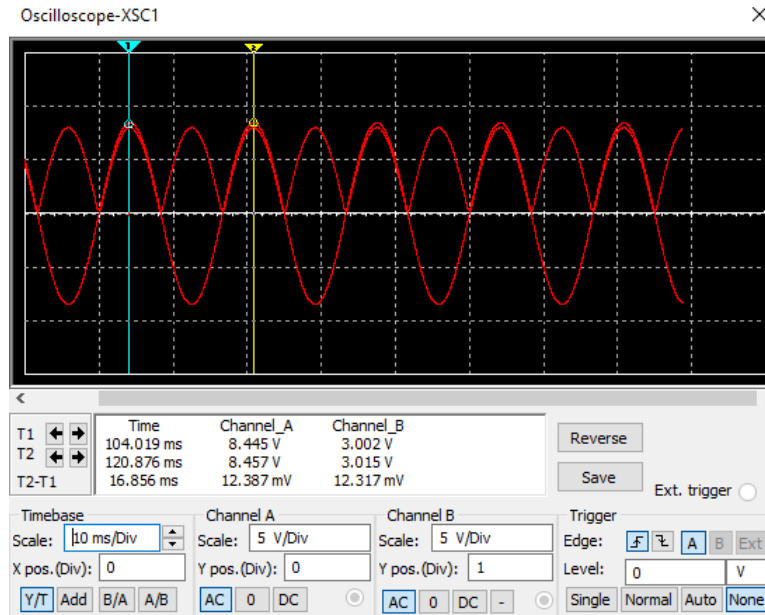 Oscilloscope-XSC1
1 2
Time Channel_A Channel_B
T1 104.019 ms 8.445 V 3.002 V
T2 120.876 ms 8.457 V 3.015 V
T2-T1 16.856 ms 12.387 mV 12.317 mV
Reverse
Save
Ext. trigger
Timebase
Scale: 10 ms/Div
X pos.(Div): 0
Y/T Add B/A A/B
Channel A
Scale: 5 V/Div
Y pos.(Div): 0
AC 0 DC
Channel B
Scale: 5 V/Div
Y pos.(Div): 1
AC 0 DC -
Trigger
Edge: A B Ext
Level: 0 V
Single Normal Auto None